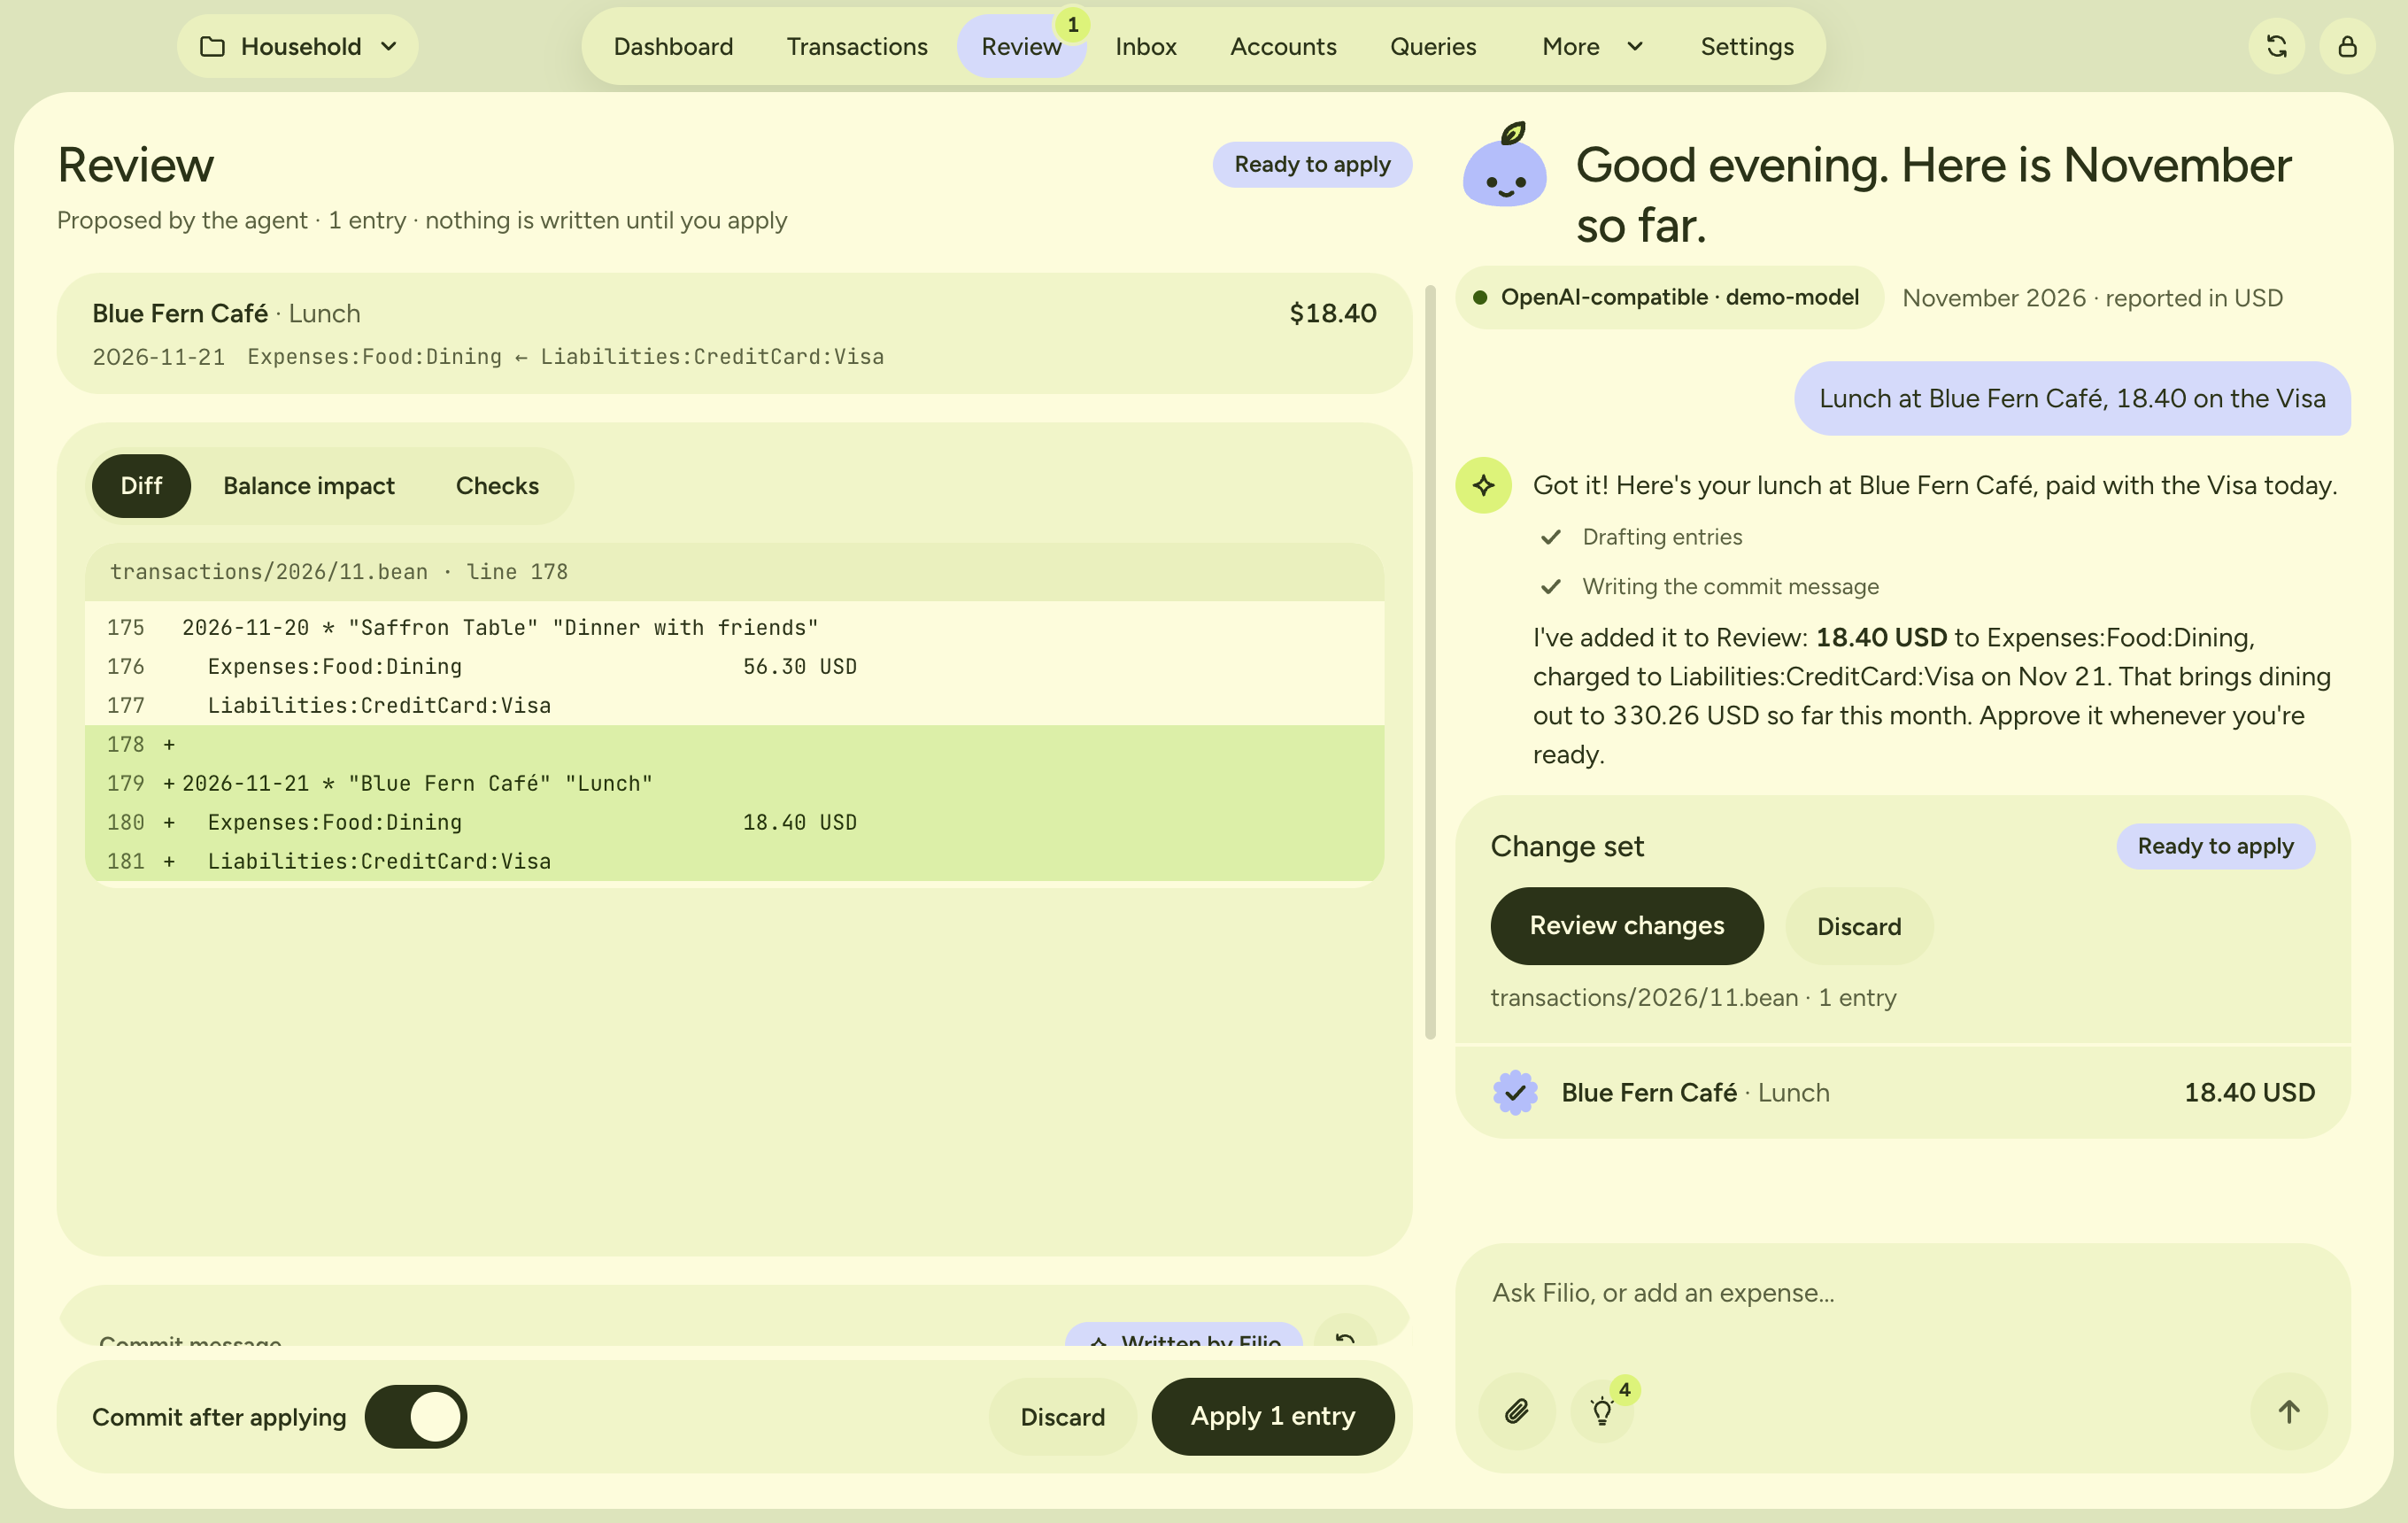 Household
Dashboard
Transactions
Review
1
Inbox
Accounts
Queries
More
Settings
Review
Ready to apply
Proposed by the agent · 1 entry · nothing is written until you apply
Blue Fern Café · Lunch
$18.40
2026-11-21 Expenses:Food:Dining ← Liabilities:CreditCard:Visa
Diff
Balance impact
Checks
transactions/2026/11.bean · line 178
175 2026-11-20 * "Saffron Table" "Dinner with friends"
176 Expenses:Food:Dining 56.30 USD
177 Liabilities:CreditCard:Visa
178 +
179 + 2026-11-21 * "Blue Fern Café" "Lunch"
180 + Expenses:Food:Dining 18.40 USD
181 + Liabilities:CreditCard:Visa
Commit message
Written by Filio
Commit after applying
Discard
Apply 1 entry
Good evening. Here is November
so far.
OpenAI-compatible · demo-model
November 2026 · reported in USD
Lunch at Blue Fern Café, 18.40 on the Visa
Got it! Here's your lunch at Blue Fern Café, paid with the Visa today.
Drafting entries
Writing the commit message
I've added it to Review: 18.40 USD to Expenses:Food:Dining,
charged to Liabilities:CreditCard:Visa on Nov 21. That brings dining
out to 330.26 USD so far this month. Approve it whenever you're
ready.
Change set
Ready to apply
Review changes
Discard
transactions/2026/11.bean · 1 entry
Blue Fern Café · Lunch
18.40 USD
Ask Filio, or add an expense...
4